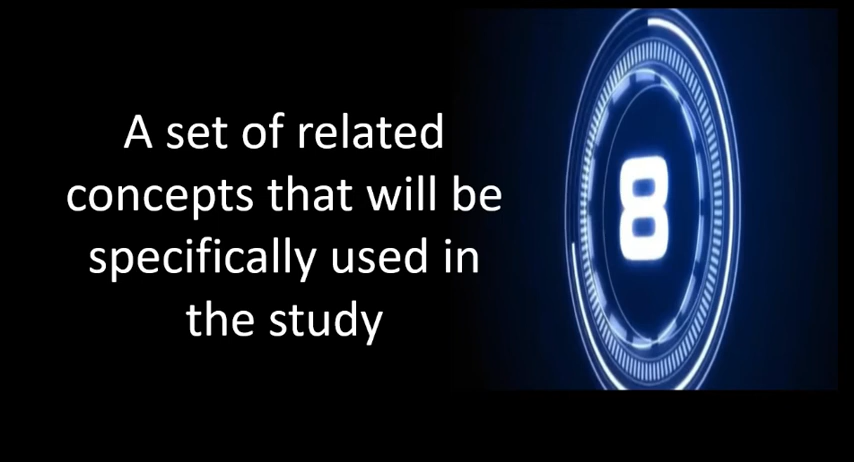 A set of related
concepts that will be
specifically used in
the study
8